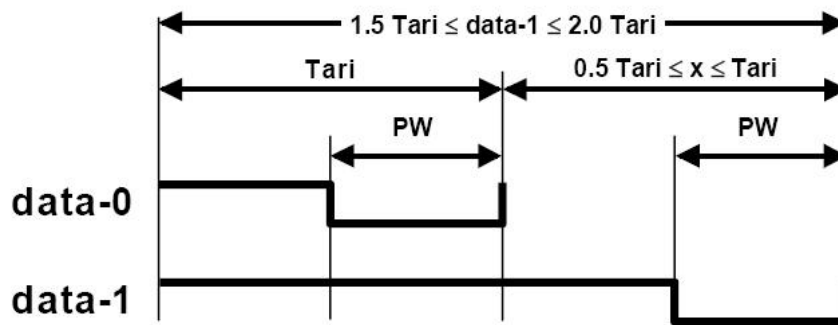 1.5 Tari ≤ data-1 ≤ 2.0 Tari
Tari
0.5 Tari ≤ x ≤ Tari
PW
PW
data-0
data-1